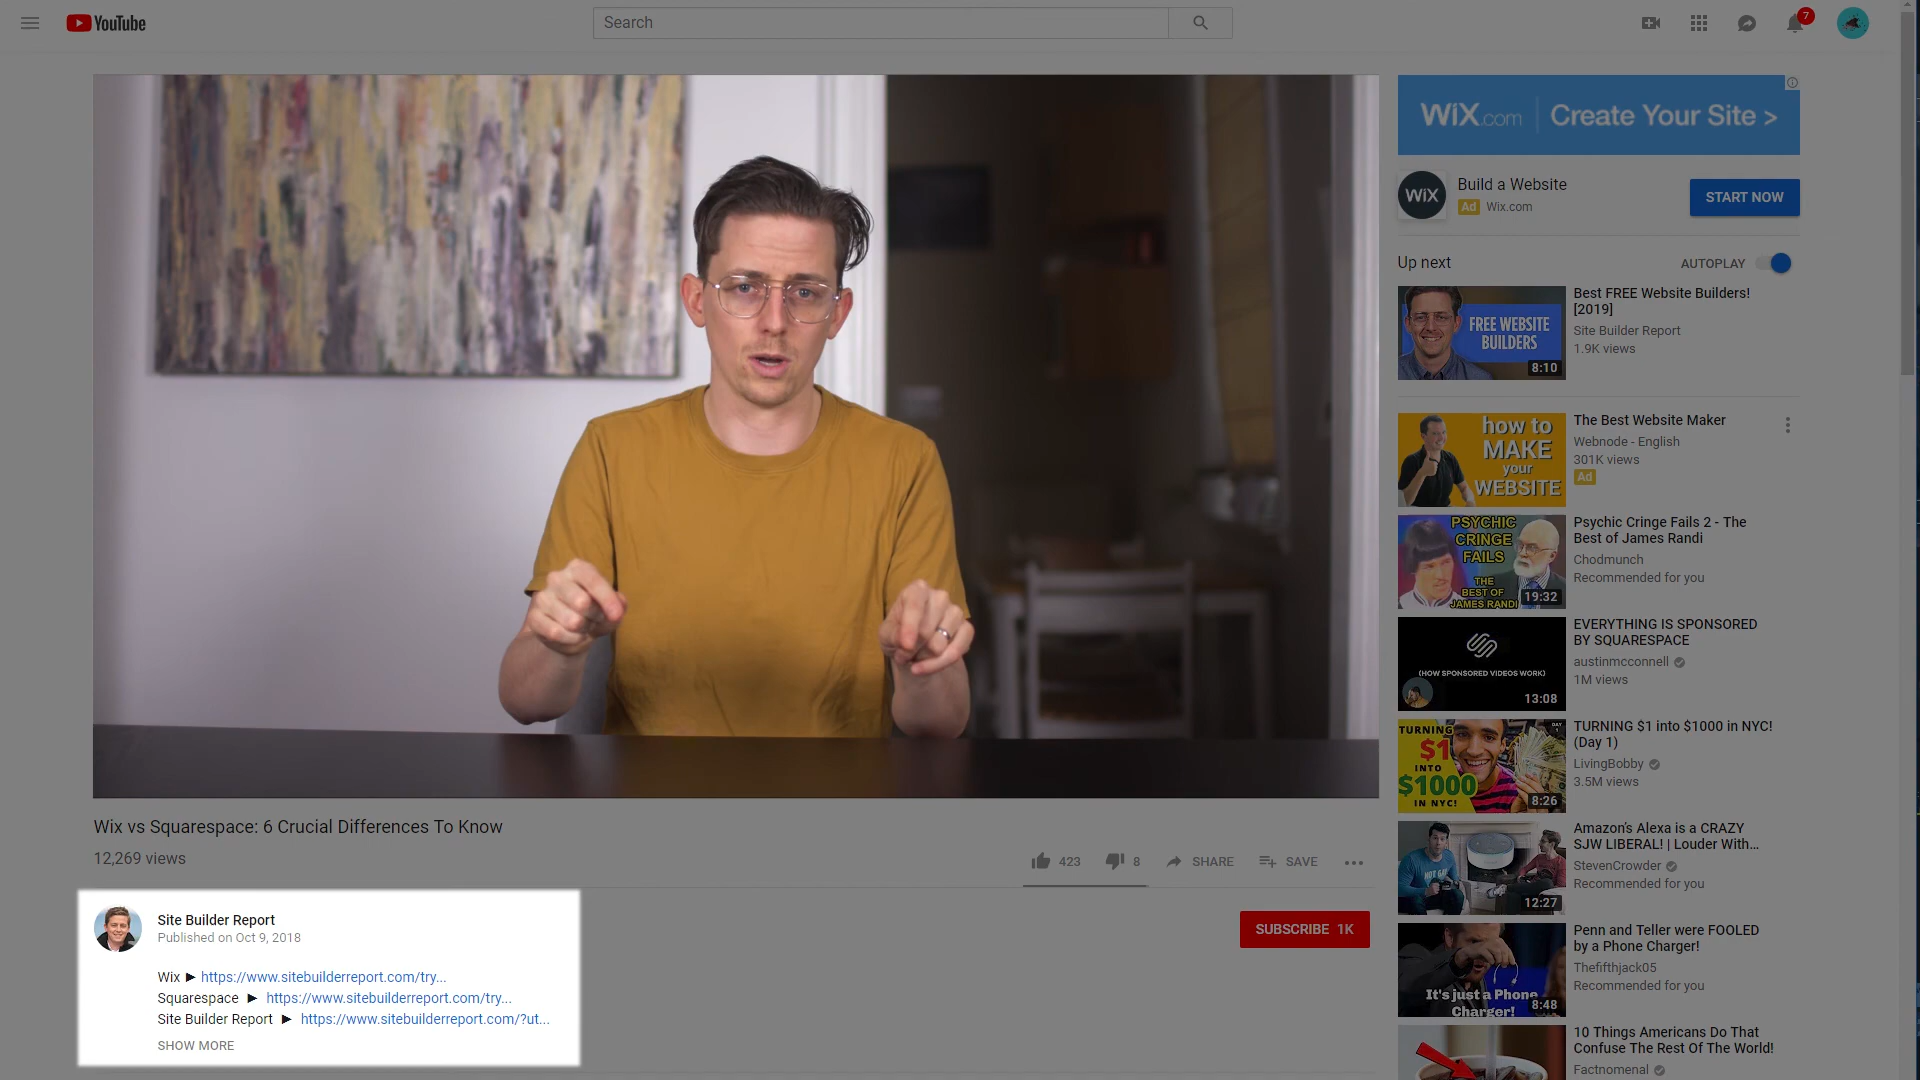 YouTube
Search
7
WiX.com | Create Your Site >
WiX
Build a Website
Ad Wix.com
START NOW
Up next
AUTOPLAY
FREE WEBSITE
BUILDERS
8:10
Best FREE Website Builders!
[2019]
Site Builder Report
1.9K views
how to
MAKE
your
WEBSITE
The Best Website Maker
Webnode - English
301K views
Ad
PSYCHIC
CRINGE
FAILS
THE
BEST OF
JAMES RANDI
19:32
Psychic Cringe Fails 2 - The
Best of James Randi
Chodmunch
Recommended for you
(HOW SPONSORED VIDEOS WORK)
13:08
EVERYTHING IS SPONSORED
BY SQUARESPACE
austinmcconnell
1M views
TURNING
$1
INTO
$1000
IN NYC!
DAY
1
8:26
TURNING $1 into $1000 in NYC!
(Day 1)
LivingBobby
3.5M views
12:27
Amazon's Alexa is a CRAZY
SJW LIBERAL! | Louder With...
StevenCrowder
Recommended for you
It's just a Phone
Charger!
8:48
Penn and Teller were FOOLED
by a Phone Charger!
Thefifthjack05
Recommended for you
10 Things Americans Do That
Confuse The Rest Of The World!
Factnomenal
Wix vs Squarespace: 6 Crucial Differences To Know
12,269 views
423
8
SHARE
SAVE
Site Builder Report
Published on Oct 9, 2018
SUBSCRIBE 1K
Wix ► https://www.sitebuilderreport.com/try...
Squarespace ► https://www.sitebuilderreport.com/try...
Site Builder Report ► https://www.sitebuilderreport.com/?ut...
SHOW MORE